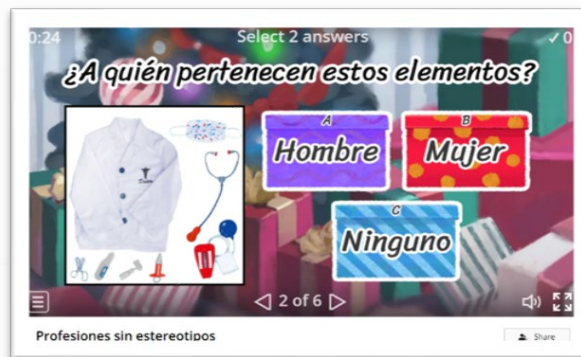 0:24
Select 2 answers
✓ 0
¿A quién pertenecen estos elementos?
A
Hombre
B
Mujer
C
Ninguno
2 of 6
Profesiones sin estereotipos
Share